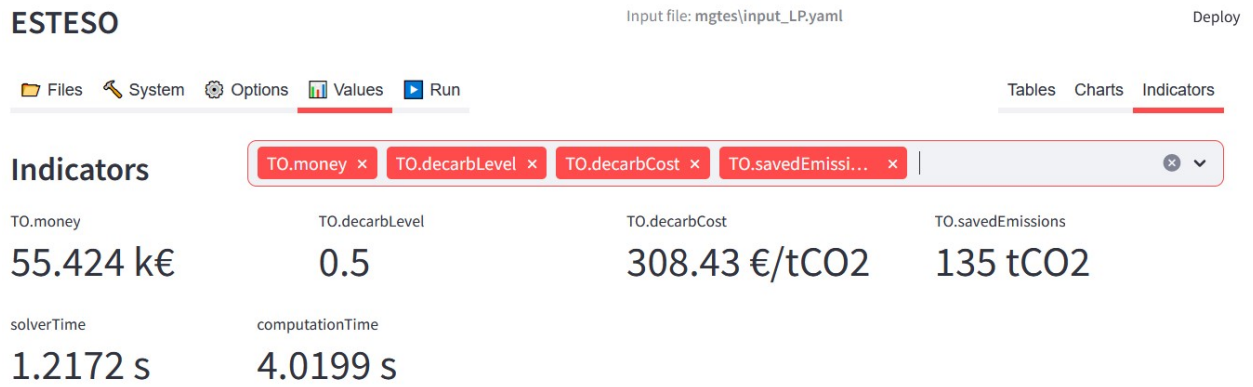 ESTESO
Input file: mgtes\input_LP.yaml
Deploy
Files System Options Values Run
Tables Charts Indicators
Indicators
TO.money × TO.decarbLevel × TO.decarbCost × TO.savedEmissi... ×
TO.money TO.decarbLevel TO.decarbCost TO.savedEmissions
55.424 k€ 0.5 308.43 €/tCO2 135 tCO2
solverTime computationTime
1.2172 s 4.0199 s